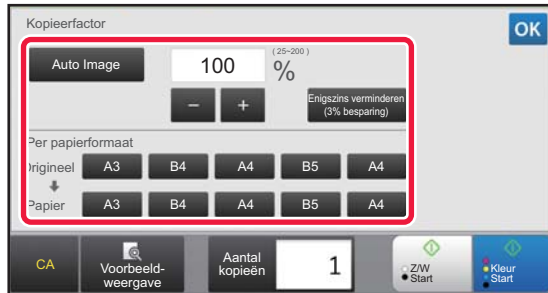 Kopieerfactor
OK
Auto Image
100
(25~200)
%
–
+
Enigszins verminderen
(3% besparing)
Per papierformaat
Origineel A3 B4 A4 B5 A4
Papier A3 B4 A4 B5 A4
CA
Voorbeeld-
weergave
Aantal
kopieën
1
Z/W
Start
Kleur
Start